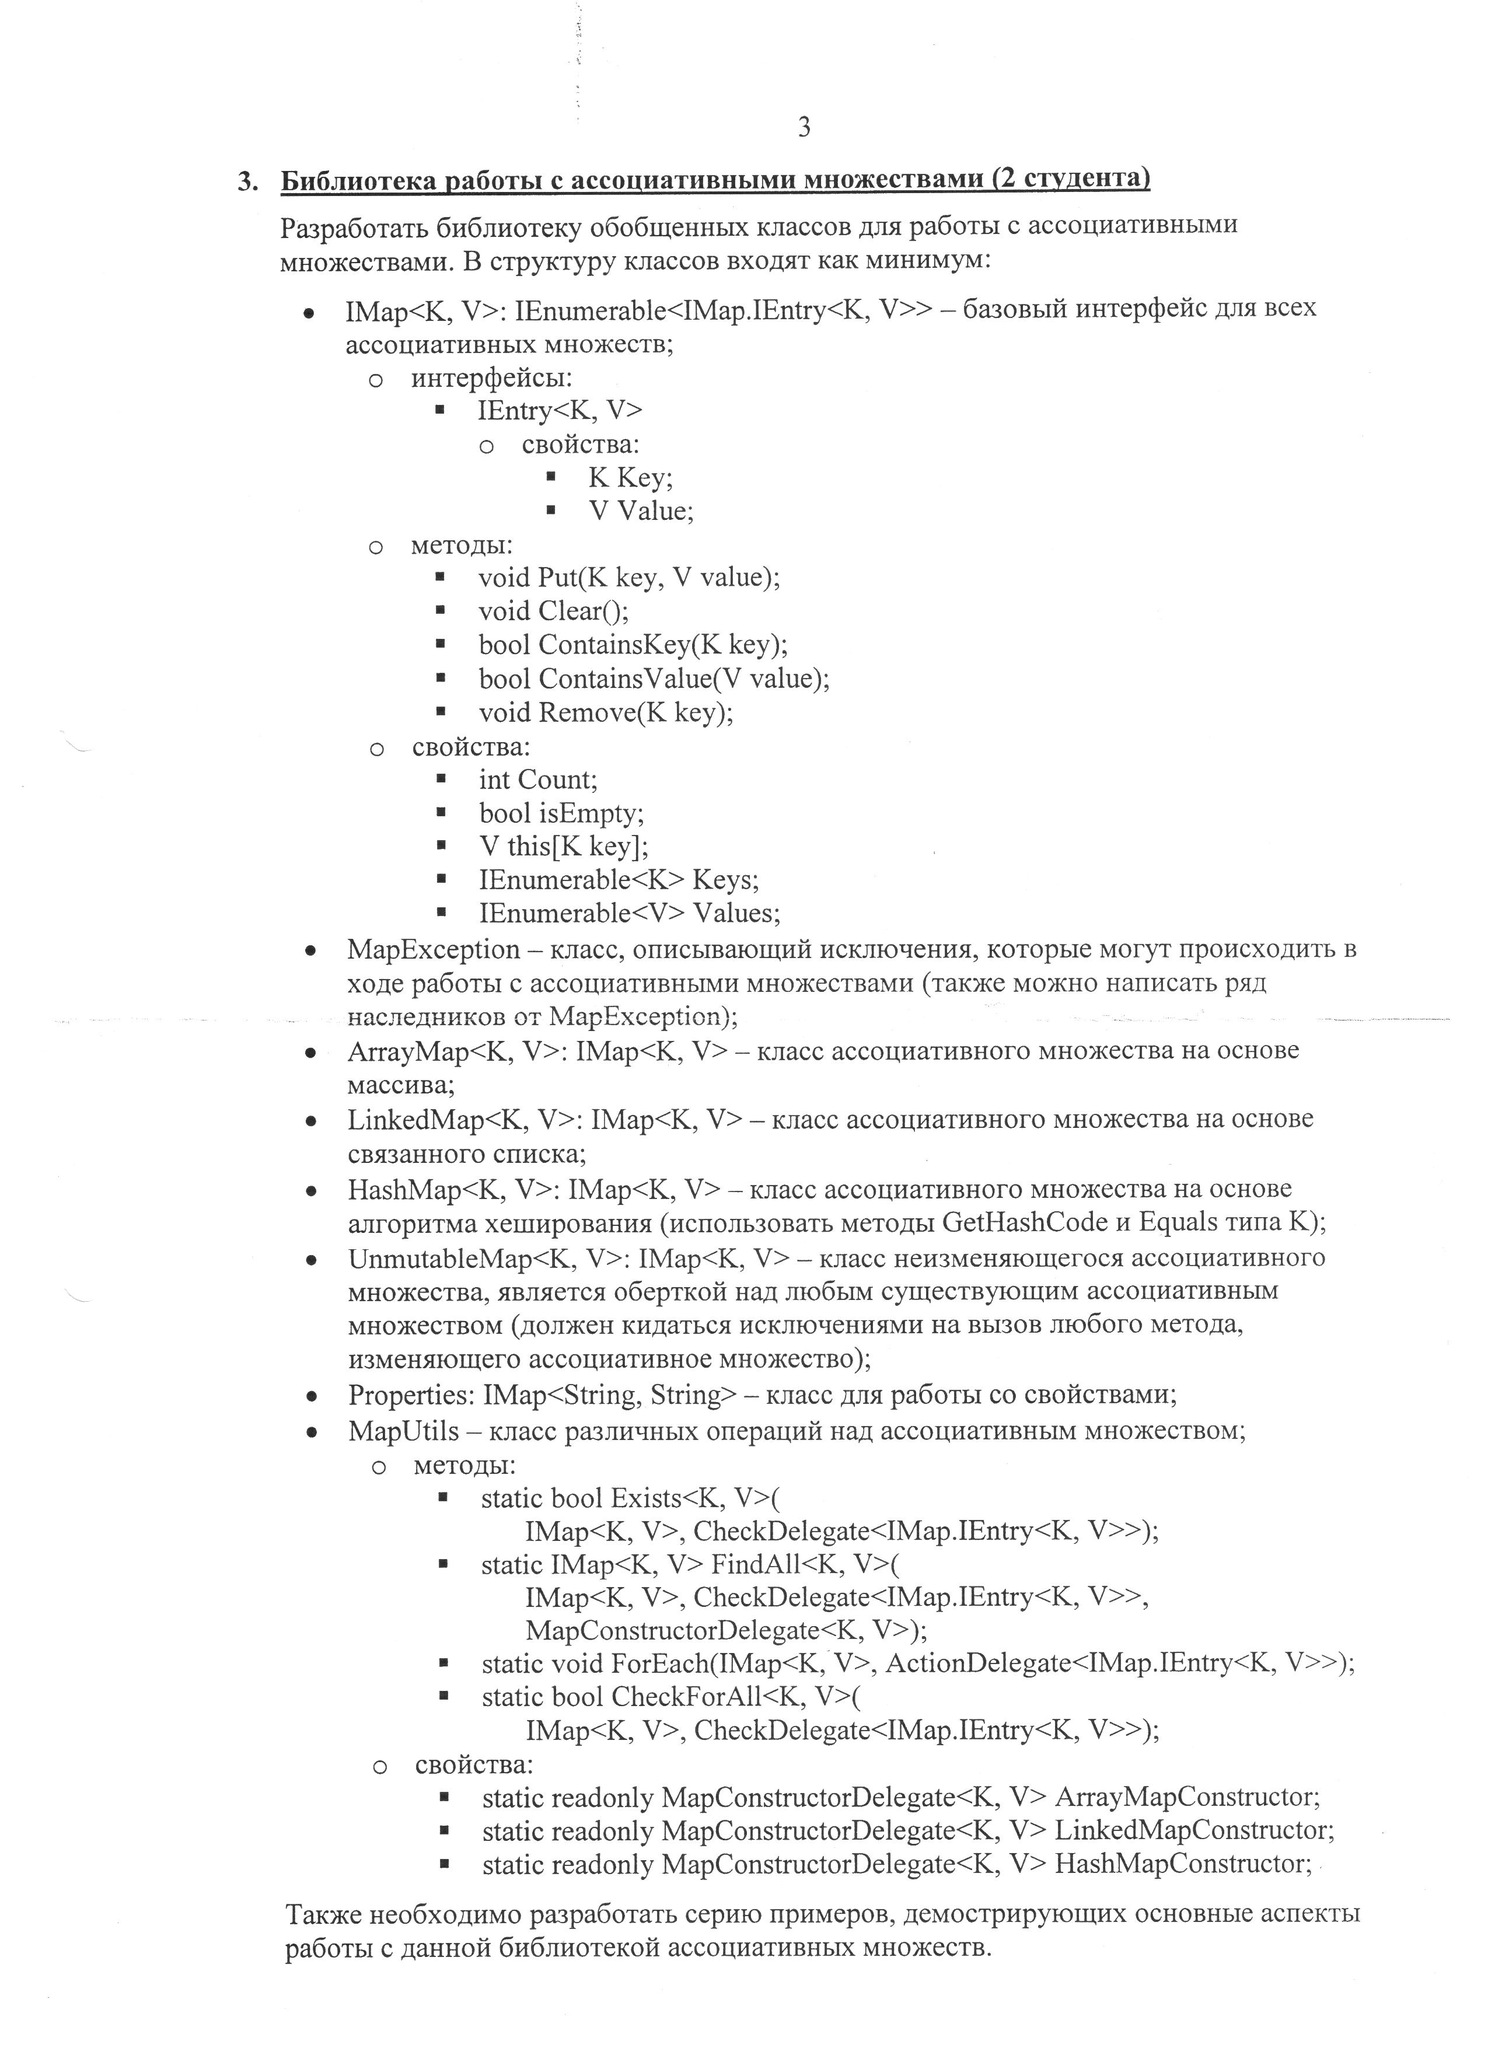 3
3. Библиотека работы с ассоциативными множествами (2 студента)
Разработать библиотеку обобщенных классов для работы с ассоциативными
множествами. В структуру классов входят как минимум:
• IMap<K, V>: IEnumerable<IMap.IEntry<K, V>> – базовый интерфейс для всех
ассоциативных множеств;
o интерфейсы:
▪ IEntry<K, V>
o свойства:
▪ K Key;
▪ V Value;
o методы:
▪ void Put(K key, V value);
▪ void Clear();
▪ bool ContainsKey(K key);
▪ bool ContainsValue(V value);
▪ void Remove(K key);
o свойства:
▪ int Count;
▪ bool isEmpty;
▪ V this[K key];
▪ IEnumerable<K> Keys;
▪ IEnumerable<V> Values;
• MapException – класс, описывающий исключения, которые могут происходить в
ходе работы с ассоциативными множествами (также можно написать ряд
наследников от MapException);
• ArrayMap<K, V>: IMap<K, V> – класс ассоциативного множества на основе
массива;
• LinkedMap<K, V>: IMap<K, V> – класс ассоциативного множества на основе
связанного списка;
• HashMap<K, V>: IMap<K, V> – класс ассоциативного множества на основе
алгоритма хеширования (использовать методы GetHashCode и Equals типа K);
• UnmutableMap<K, V>: IMap<K, V> – класс неизменяющегося ассоциативного
множества, является оберткой над любым существующим ассоциативным
множеством (должен кидаться исключениями на вызов любого метода,
изменяющего ассоциативное множество);
• Properties: IMap<String, String> – класс для работы со свойствами;
• MapUtils – класс различных операций над ассоциативным множеством;
o методы:
▪ static bool Exists<K, V>(
IMap<K, V>, CheckDelegate<IMap.IEntry<K, V>>);
▪ static IMap<K, V> FindAll<K, V>(
IMap<K, V>, CheckDelegate<IMap.IEntry<K, V>>,
MapConstructorDelegate<K, V>);
▪ static void ForEach(IMap<K, V>, ActionDelegate<IMap.IEntry<K, V>>);
▪ static bool CheckForAll<K, V>(
IMap<K, V>, CheckDelegate<IMap.IEntry<K, V>>);
o свойства:
▪ static readonly MapConstructorDelegate<K, V> ArrayMapConstructor;
▪ static readonly MapConstructorDelegate<K, V> LinkedMapConstructor;
▪ static readonly MapConstructorDelegate<K, V> HashMapConstructor;
Также необходимо разработать серию примеров, демострирующих основные аспекты
работы с данной библиотекой ассоциативных множеств.